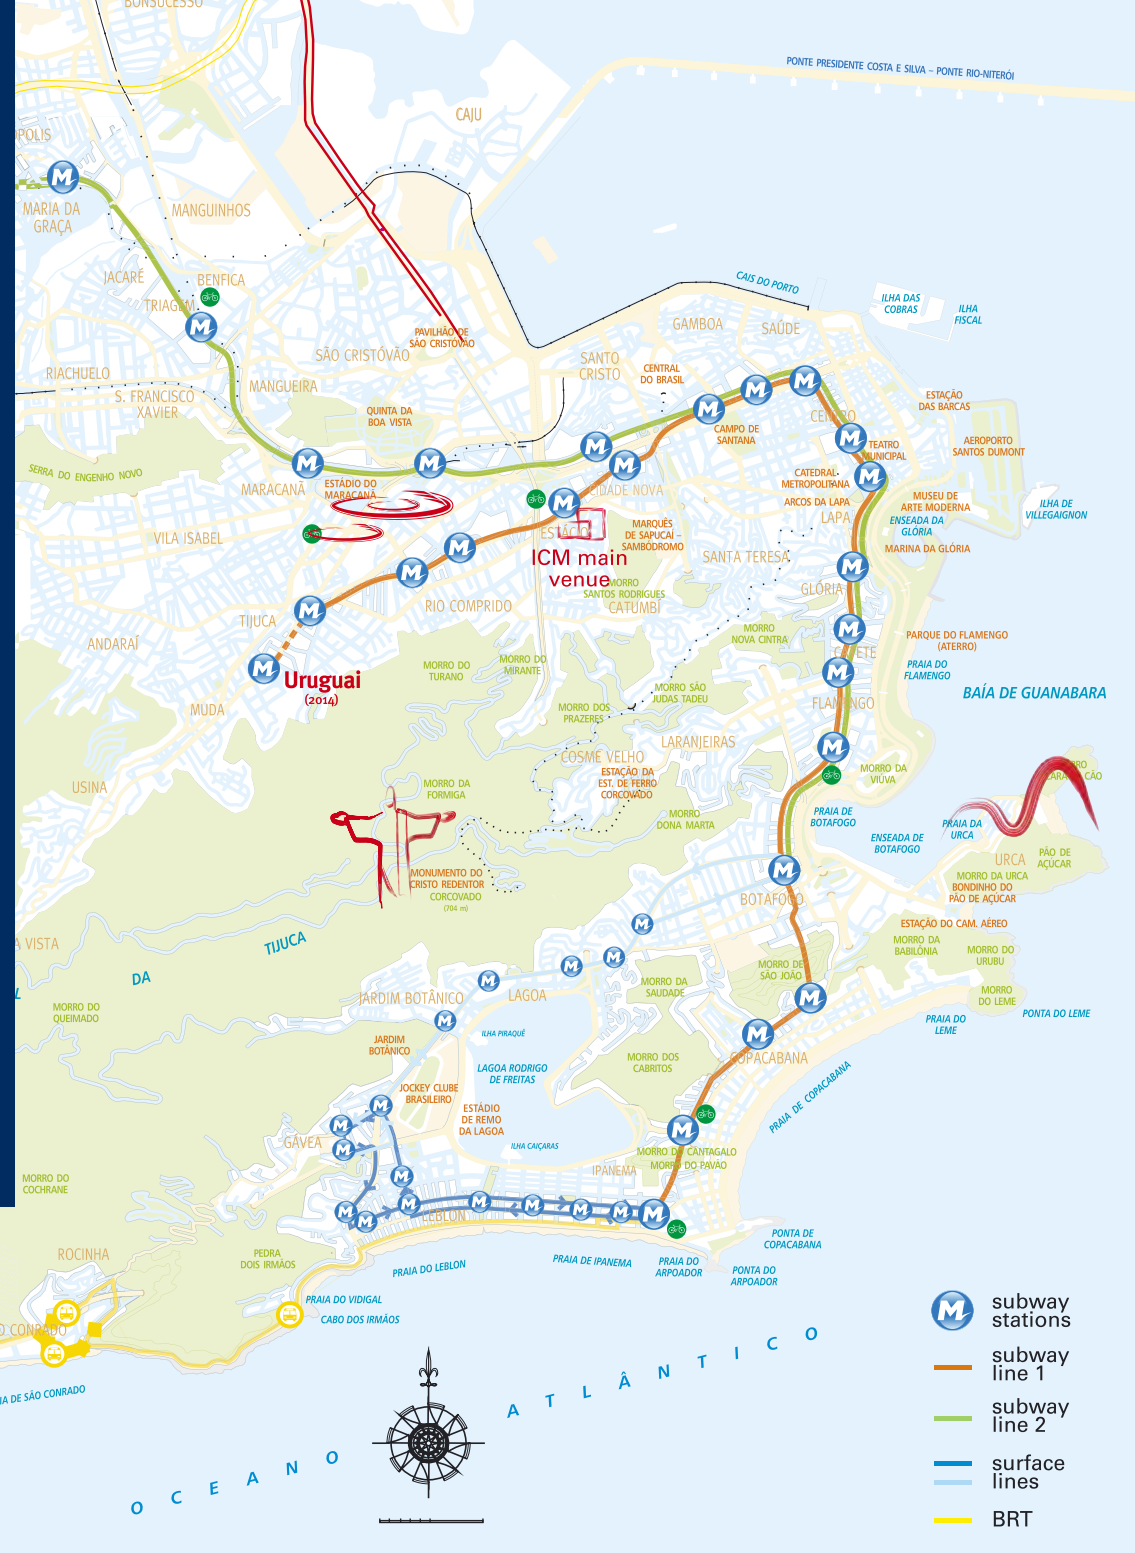 BONSUCESSO
PONTE PRESIDENTE COSTA E SILVA – PONTE RIO-NITERÓI
CAJU
MARIA DA
GRAÇA
MANGUINHOS
JACARÉ
BENFICA
TRIAGEM
CAIS DO PORTO
ILHA DAS
COBRAS
ILHA
FISCAL
PAVILHÃO DE
SÃO CRISTÓVÃO
GAMBOA
SAÚDE
SÃO CRISTÓVÃO
SANTO
CRISTO
CENTRAL
DO BRASIL
RIACHUELO
MANGUEIRA
S. FRANCISCO
XAVIER
QUINTA DA
BOA VISTA
ESTAÇÃO
DAS BARCAS
CENTRO
CAMPO DE
SANTANA
TEATRO
MUNICIPAL
AEROPORTO
SANTOS DUMONT
SERRA DO ENGENHO NOVO
MARACANÃ
ESTÁDIO DO
MARACANÃ
CIDADE NOVA
CATEDRAL
METROPOLITANA
ARCOS DA LAPA
LAPA
MUSEU DE
ARTE MODERNA
ENSEADA DA
GLÓRIA
ILHA DE
VILLEGAIGNON
VILA ISABEL
ESTÁCIO
MARQUÊS
DE SAPUCAÍ –
SAMBÓDROMO
MARINA DA GLÓRIA
ICM main
venue
SANTA TERESA
MORRO
SANTOS RODRIGUES
CATUMBÍ
GLÓRIA
RIO COMPRIDO
TIJUCA
ANDARAÍ
MORRO
NOVA CINTRA
CATETE
PARQUE DO FLAMENGO
(ATERRO)
PRAIA DO
FLAMENGO
MORRO DO
TURANO
MORRO DO
MIRANTE
Uruguai
(2014)
MORRO SÃO
JUDAS TADEU
BAÍA DE GUANABARA
MUDA
MORRO DOS
PRAZERES
FLAMENGO
LARANJEIRAS
COSME VELHO
ESTAÇÃO DA
EST. DE FERRO
CORCOVADO
USINA
MORRO DA
FORMIGA
MORRO DA
VIÚVA
MORRO
DONA MARTA
PRAIA DE
BOTAFOGO
PRAIA DA
URCA
ENSEADA DE
BOTAFOGO
URCA
PÃO DE
AÇÚCAR
MONUMENTO DO
CRISTO REDENTOR
CORCOVADO
(704 m)
MORRO DA URCA
BONDINHO DO
PÃO DE AÇÚCAR
BOTAFOGO
ESTAÇÃO DO CAM. AÉREO
A VISTA
TIJUCA
DA
L
MORRO DA
BABILÔNIA
MORRO DO
URUBU
MORRO DE
SÃO JOÃO
MORRO DA
SAUDADE
JARDIM BOTÂNICO
LAGOA
MORRO
DO LEME
PONTA DO LEME
PRAIA DO
LEME
MORRO DO
QUEIMADO
ILHA PIRAQUÊ
JARDIM
BOTÂNICO
COPACABANA
MORRO DOS
CABRITOS
LAGOA RODRIGO
DE FREITAS
PRAIA DE COPACABANA
JOCKEY CLUBE
BRASILEIRO
ESTÁDIO
DE REMO
DA LAGOA
GÁVEA
ILHA CAIÇARAS
MORRO DO CANTAGALO
MORRO DO PAVÃO
IPANEMA
MORRO DO
COCHRANE
LEBLON
PONTA DE
COPACABANA
ROCINHA
PEDRA
DOIS IRMÃOS
PRAIA DO LEBLON
PRAIA DE IPANEMA
PRAIA DO
ARPOADOR
PONTA DO
ARPOADOR
PRAIA DO VIDIGAL
CABO DOS IRMÃOS
O CONRADO
IA DE SÃO CONRADO
OCEANO ATLÂNTICO
subway
stations
subway
line 1
subway
line 2
surface
lines
BRT